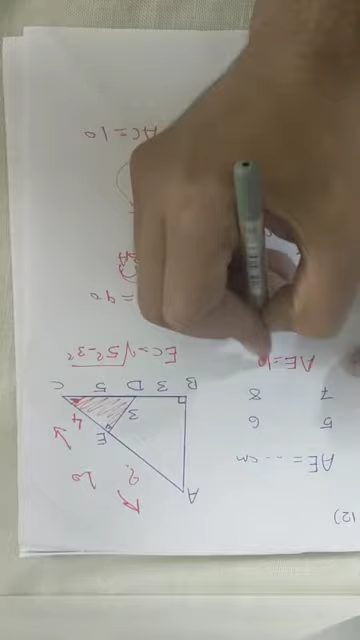 12)
AE = ... cm
5 6
7 8
A
? 10
E
3 4
B 3 D 5 C
AE=10
EC=√5²-3²
= 90
BA
AC=10